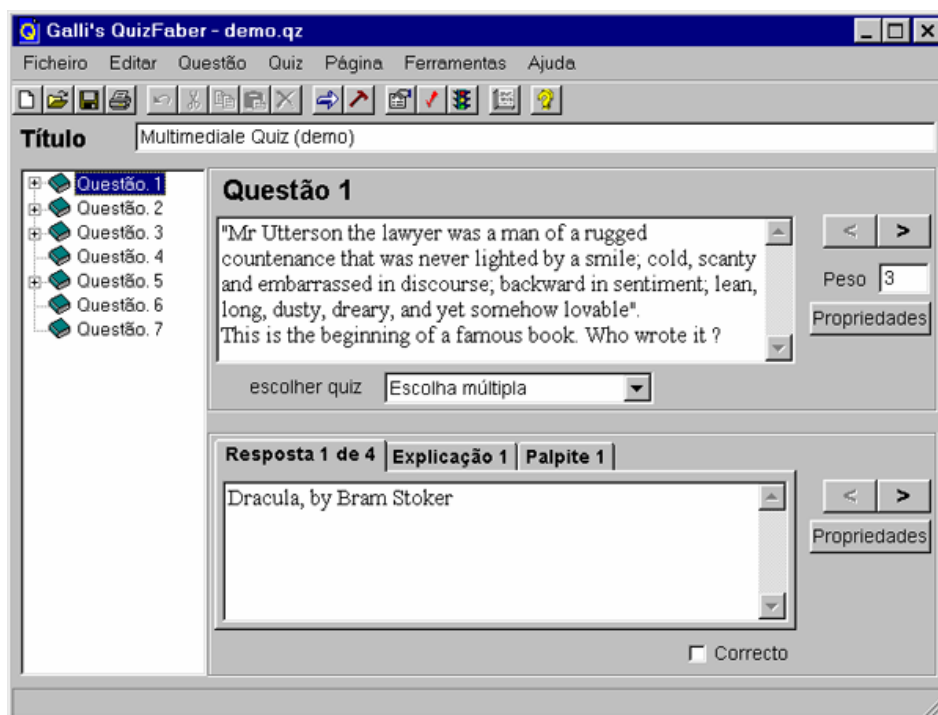 Galli's QuizFaber - demo.qz
Ficheiro Editar Questão Quiz Página Ferramentas Ajuda
Título Multimediale Quiz (demo)
Questão. 1
Questão. 2
Questão. 3
Questão. 4
Questão. 5
Questão. 6
Questão. 7
Questão 1
"Mr Utterson the lawyer was a man of a rugged
countenance that was never lighted by a smile; cold, scanty
and embarrassed in discourse; backward in sentiment; lean,
long, dusty, dreary, and yet somehow lovable".
This is the beginning of a famous book. Who wrote it ?
< >
Peso 3
Propriedades
escolher quiz Escolha múltipla
Resposta 1 de 4 Explicação 1 Palpite 1
Dracula, by Bram Stoker
< >
Propriedades
Correcto